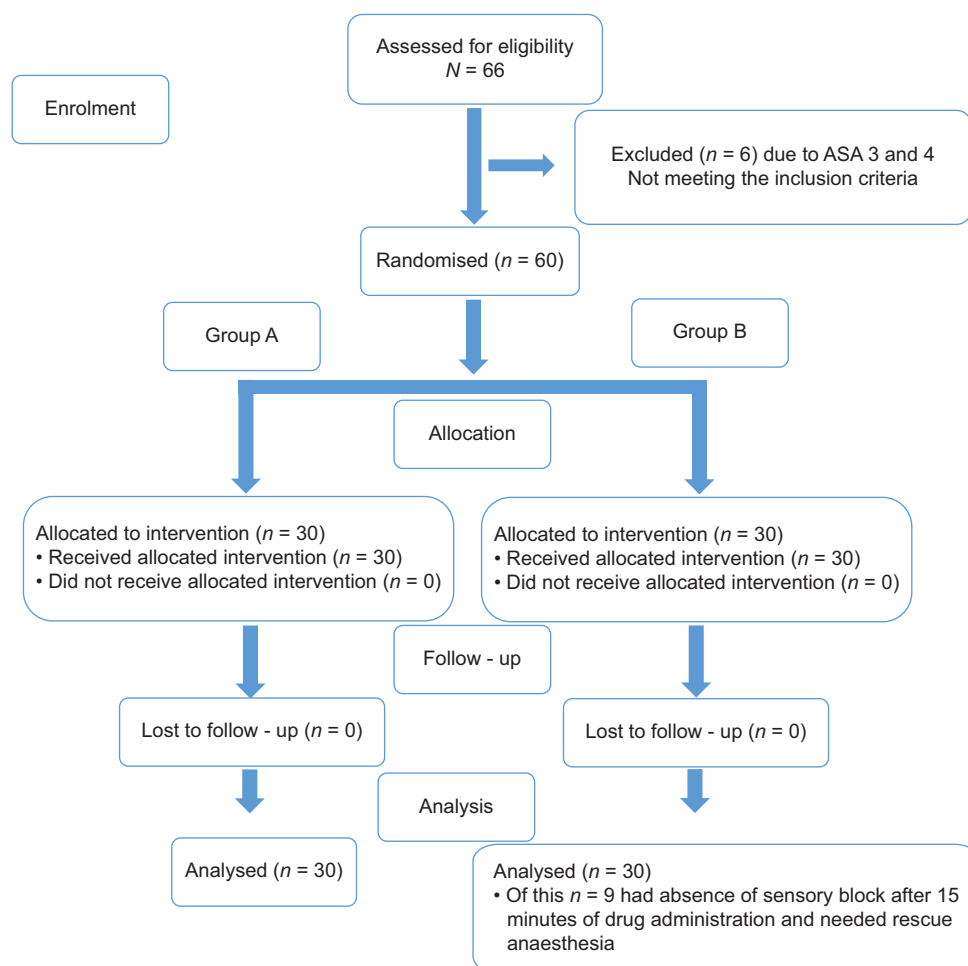 Assessed for eligibility
N = 66
Enrolment
Excluded (n = 6) due to ASA 3 and 4
Not meeting the inclusion criteria
Randomised (n = 60)
Group A
Group B
Allocation
Allocated to intervention (n = 30)
• Received allocated intervention (n = 30)
• Did not receive allocated intervention (n = 0)
Allocated to intervention (n = 30)
• Received allocated intervention (n = 30)
• Did not receive allocated intervention (n = 0)
Follow - up
Lost to follow - up (n = 0)
Lost to follow - up (n = 0)
Analysis
Analysed (n = 30)
Analysed (n = 30)
• Of this n = 9 had absence of sensory block after 15
minutes of drug administration and needed rescue
anaesthesia